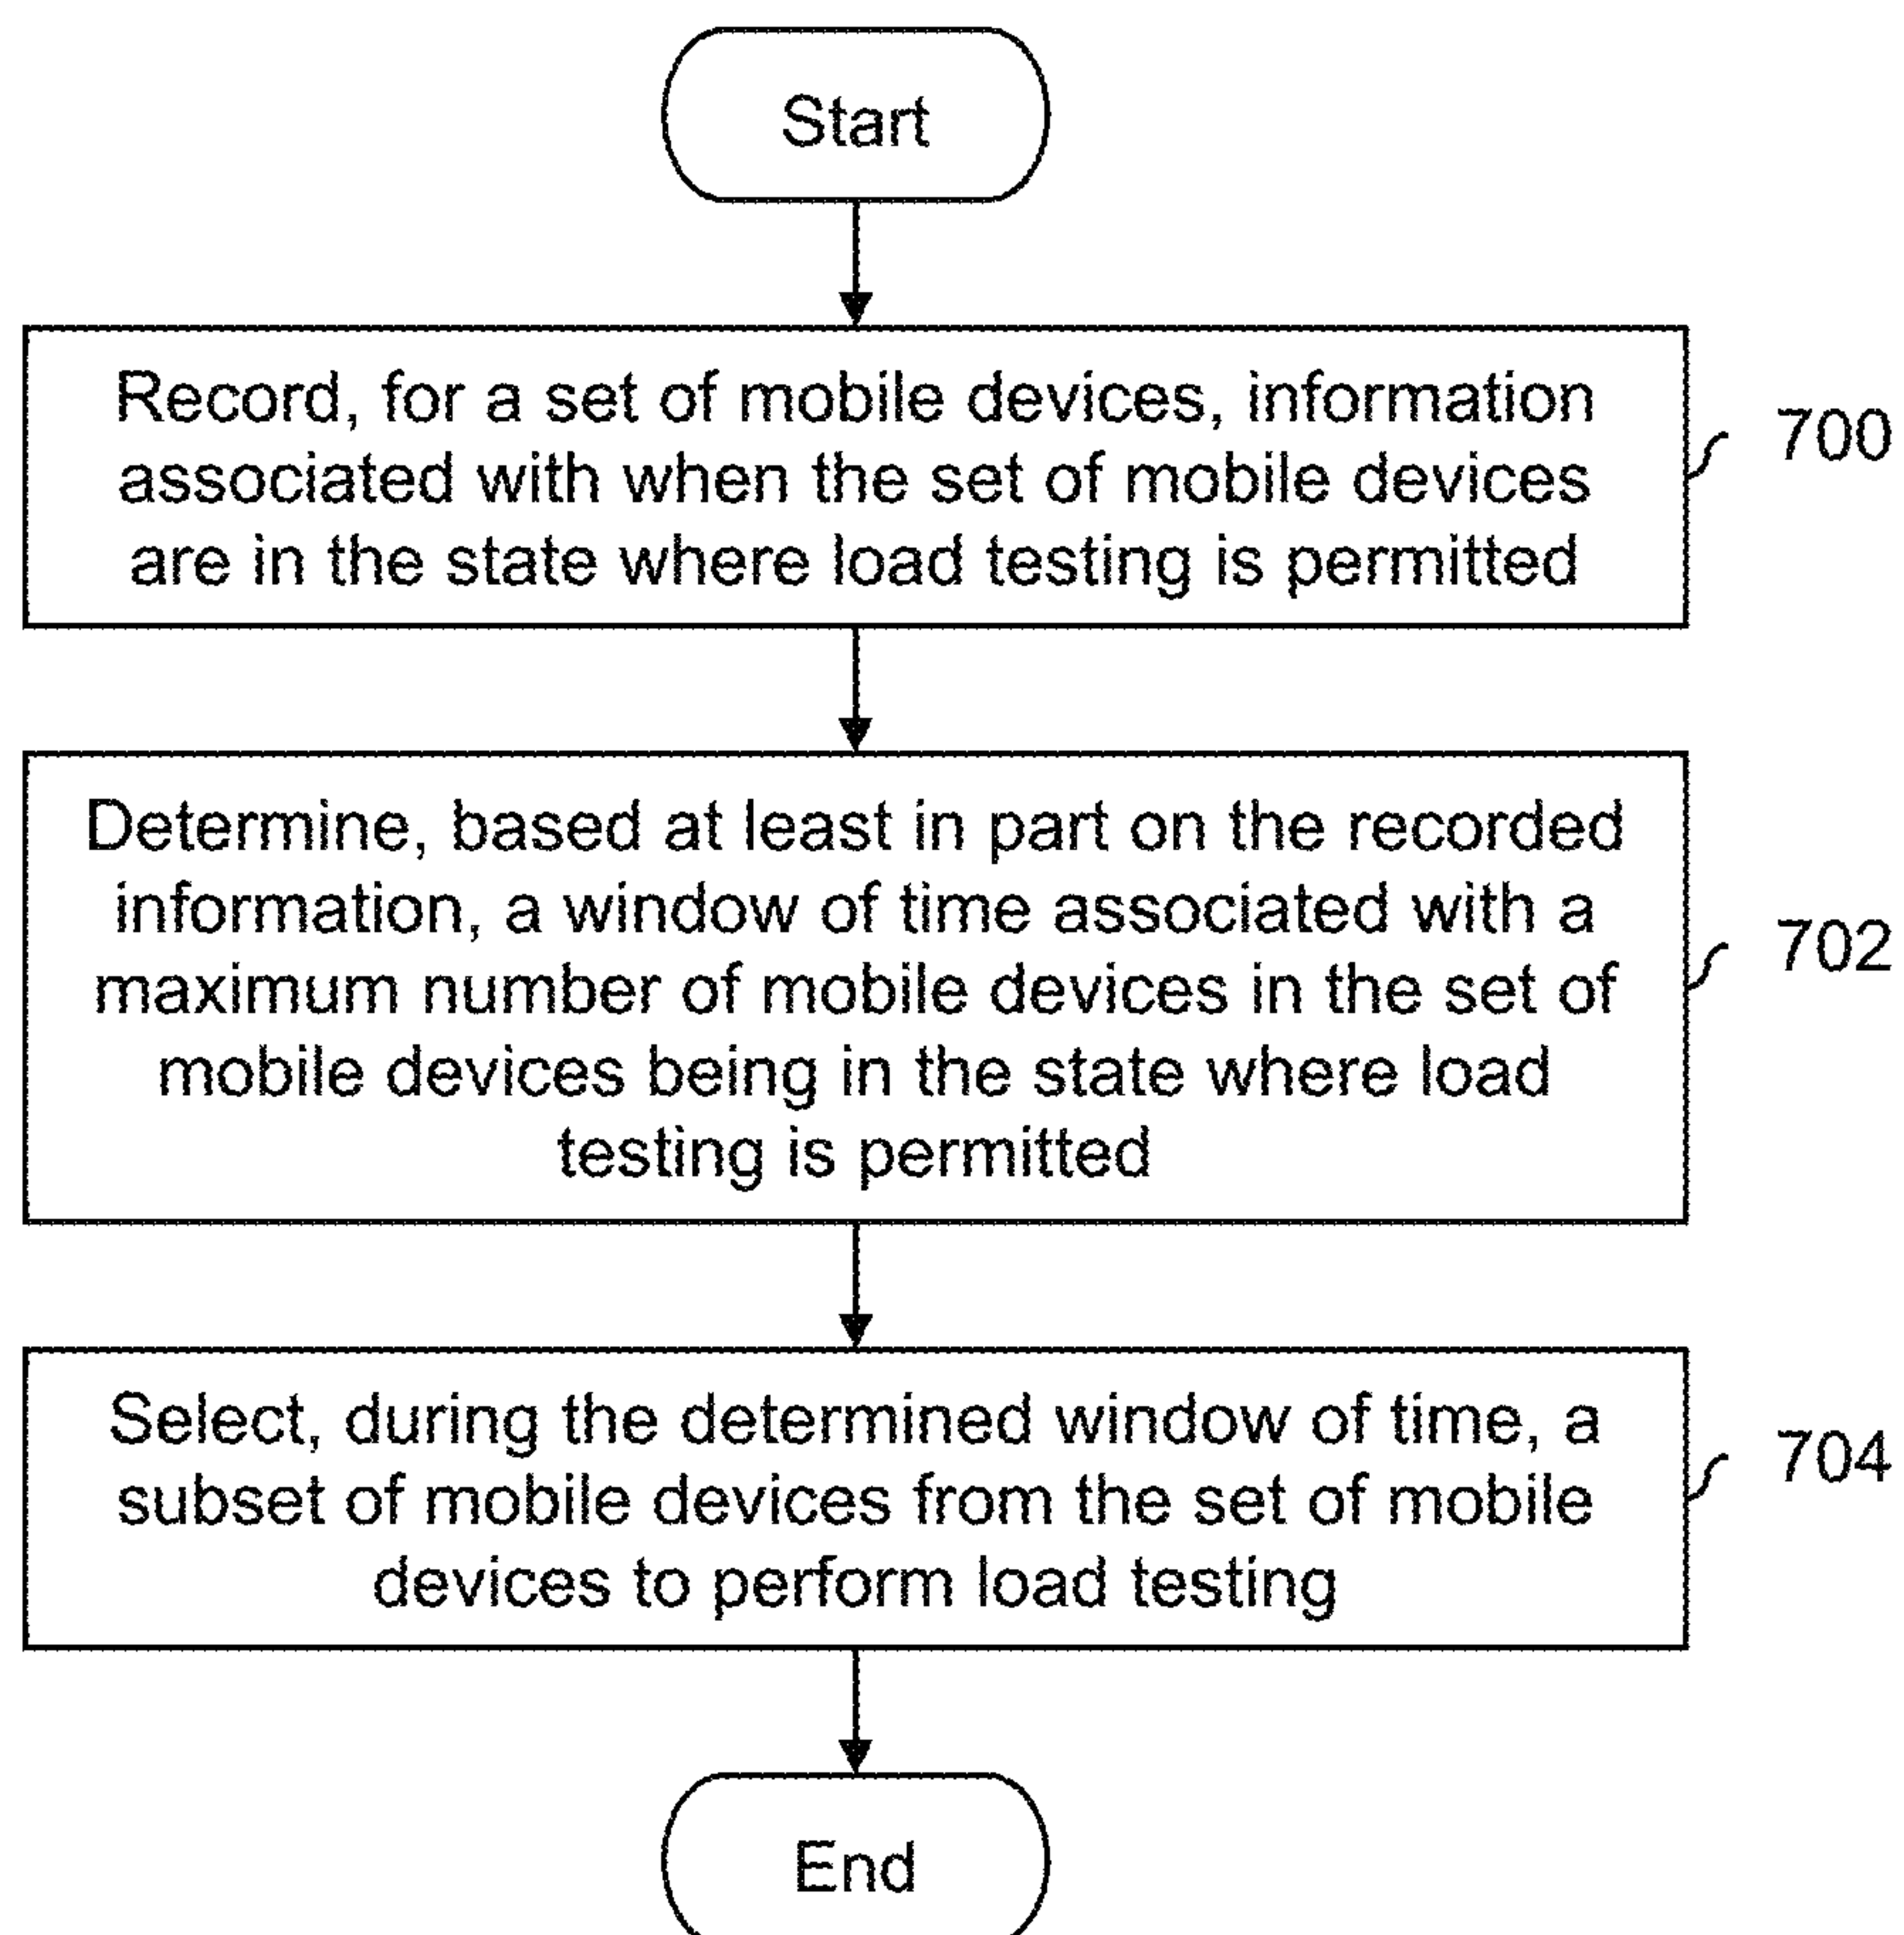 Start
Record, for a set of mobile devices, information
associated with when the set of mobile devices
are in the state where load testing is permitted
700
Determine, based at least in part on the recorded
information, a window of time associated with a
maximum number of mobile devices in the set of
mobile devices being in the state where load
testing is permitted
702
Select, during the determined window of time, a
subset of mobile devices from the set of mobile
devices to perform load testing
704
End